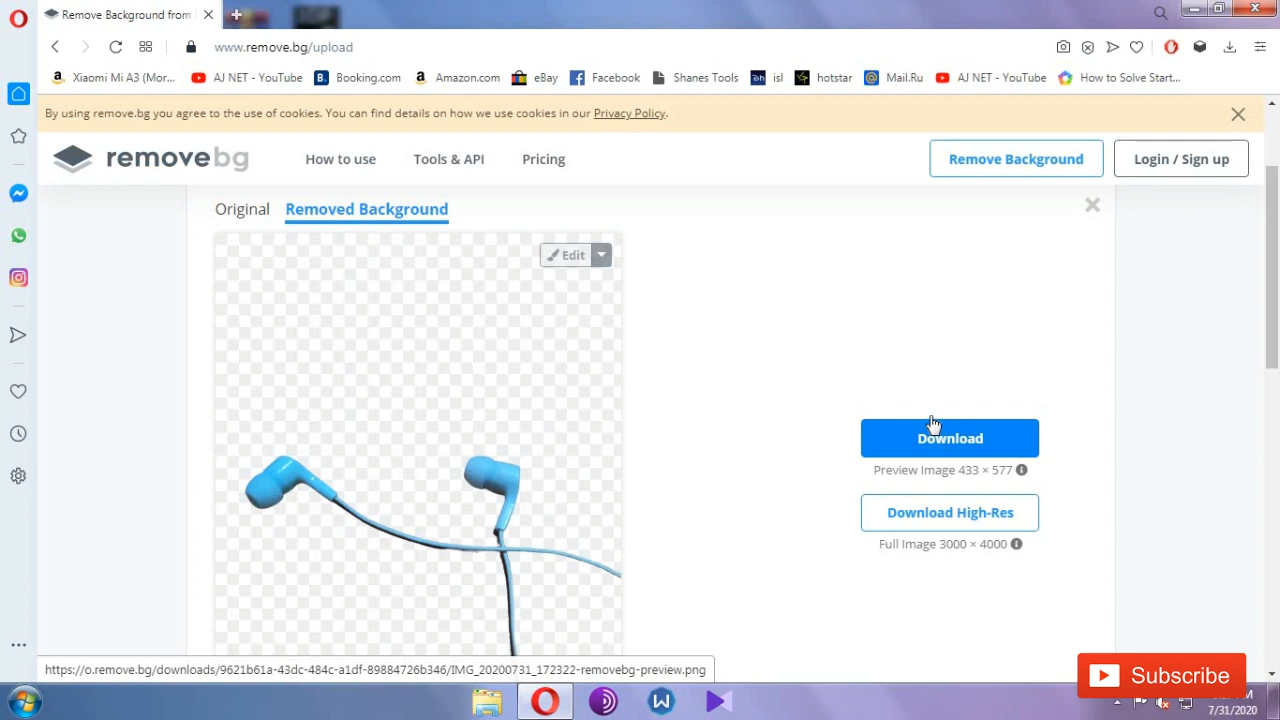 Remove Background from
www.remove.bg/upload
Xiaomi Mi A3 (Mor... AJ NET - YouTube Booking.com Amazon.com eBay Facebook Shanes Tools isl hotstar Mail.Ru AJ NET - YouTube How to Solve Start...
By using remove.bg you agree to the use of cookies. You can find details on how we use cookies in our Privacy Policy.
removebg How to use Tools & API Pricing Remove Background Login / Sign up
Original Removed Background
Edit
Download
Preview Image 433 × 577
Download High-Res
Full Image 3000 × 4000
https://o.remove.bg/downloads/9621b61a-43dc-484c-a1df-89884726b346/IMG_20200731_172322-removebg-preview.png
Subscribe
7/31/2020